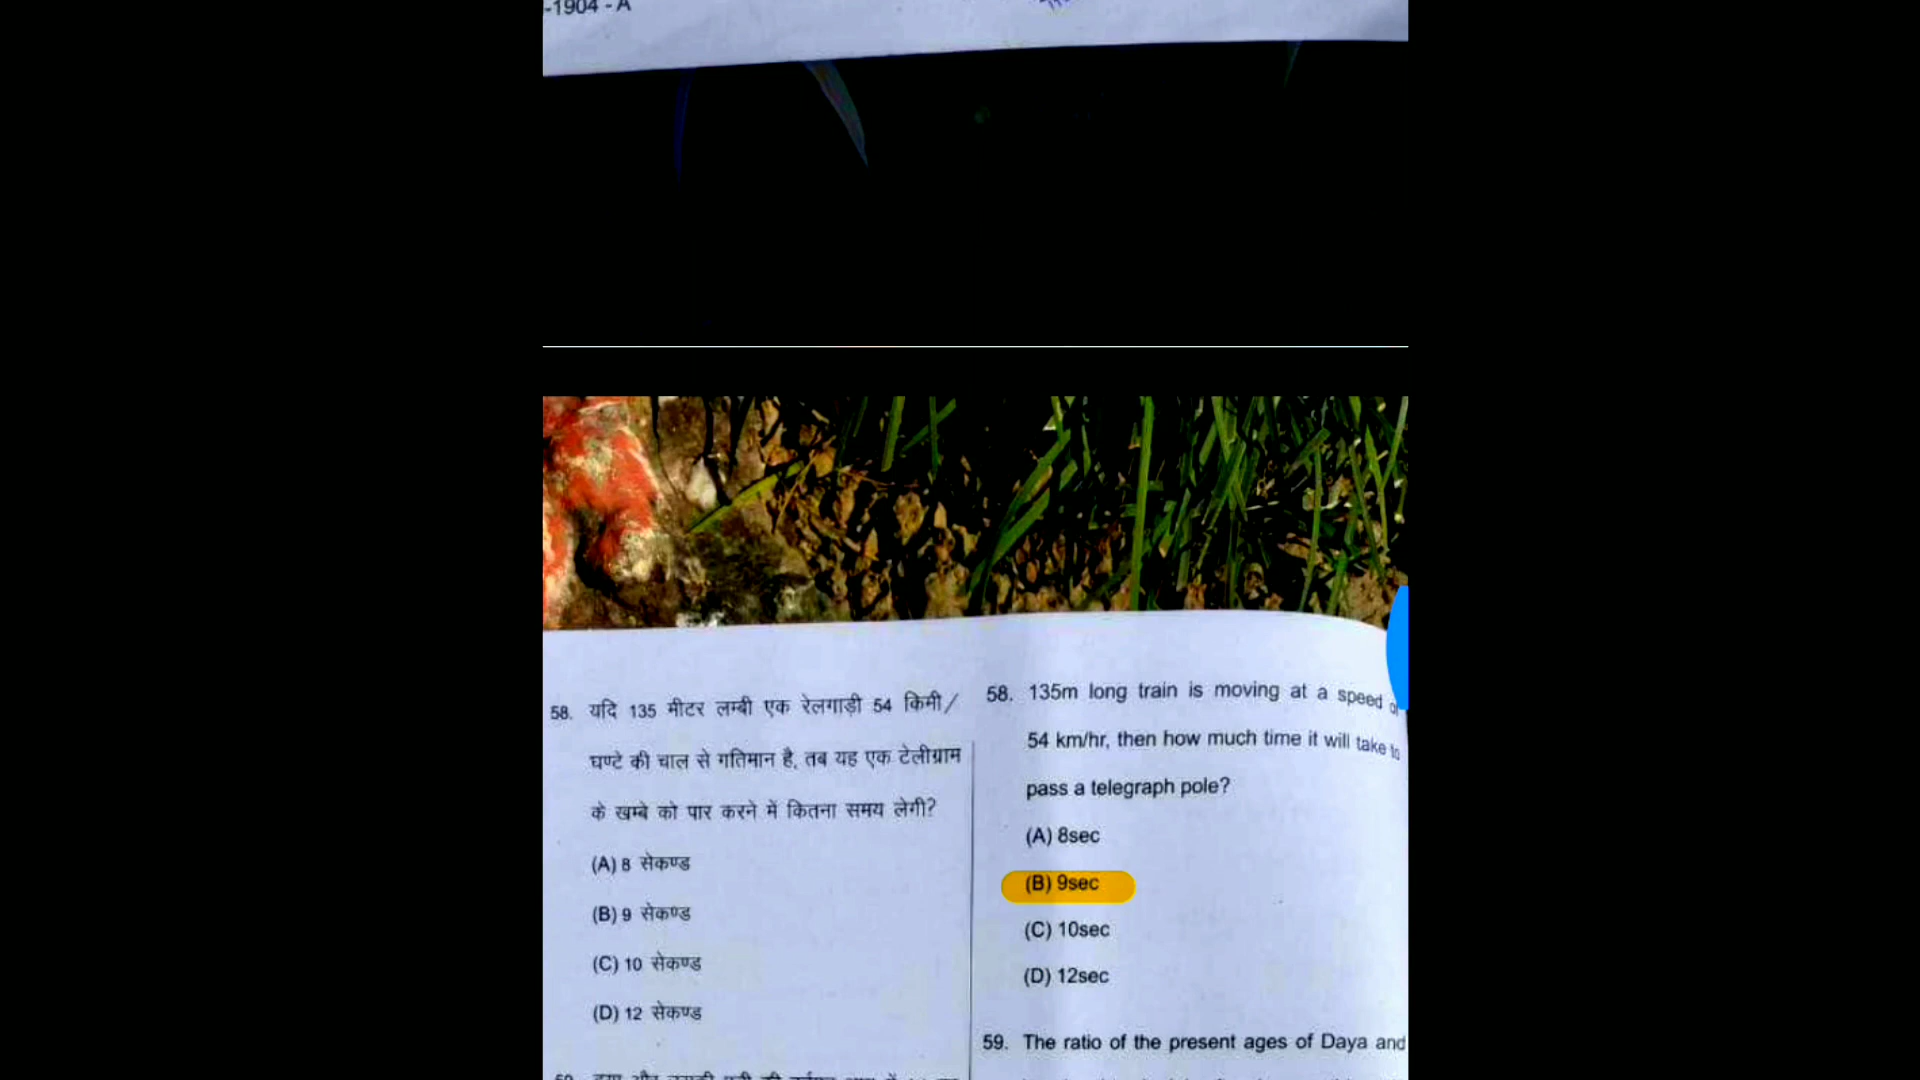 -1904 - A
58. यदि 135 मीटर लम्बी एक रेलगाड़ी 54 किमी/
घण्टे की चाल से गतिमान है, तब यह एक टेलीग्राम
के खम्बे को पार करने में कितना समय लेगी?
(A) 8 सेकण्ड
(B) 9 सेकण्ड
(C) 10 सेकण्ड
(D) 12 सेकण्ड
58. 135m long train is moving at a speed of
54 km/hr, then how much time it will take to
pass a telegraph pole?
(A) 8sec
(B) 9sec
(C) 10sec
(D) 12sec
59. The ratio of the present ages of Daya and